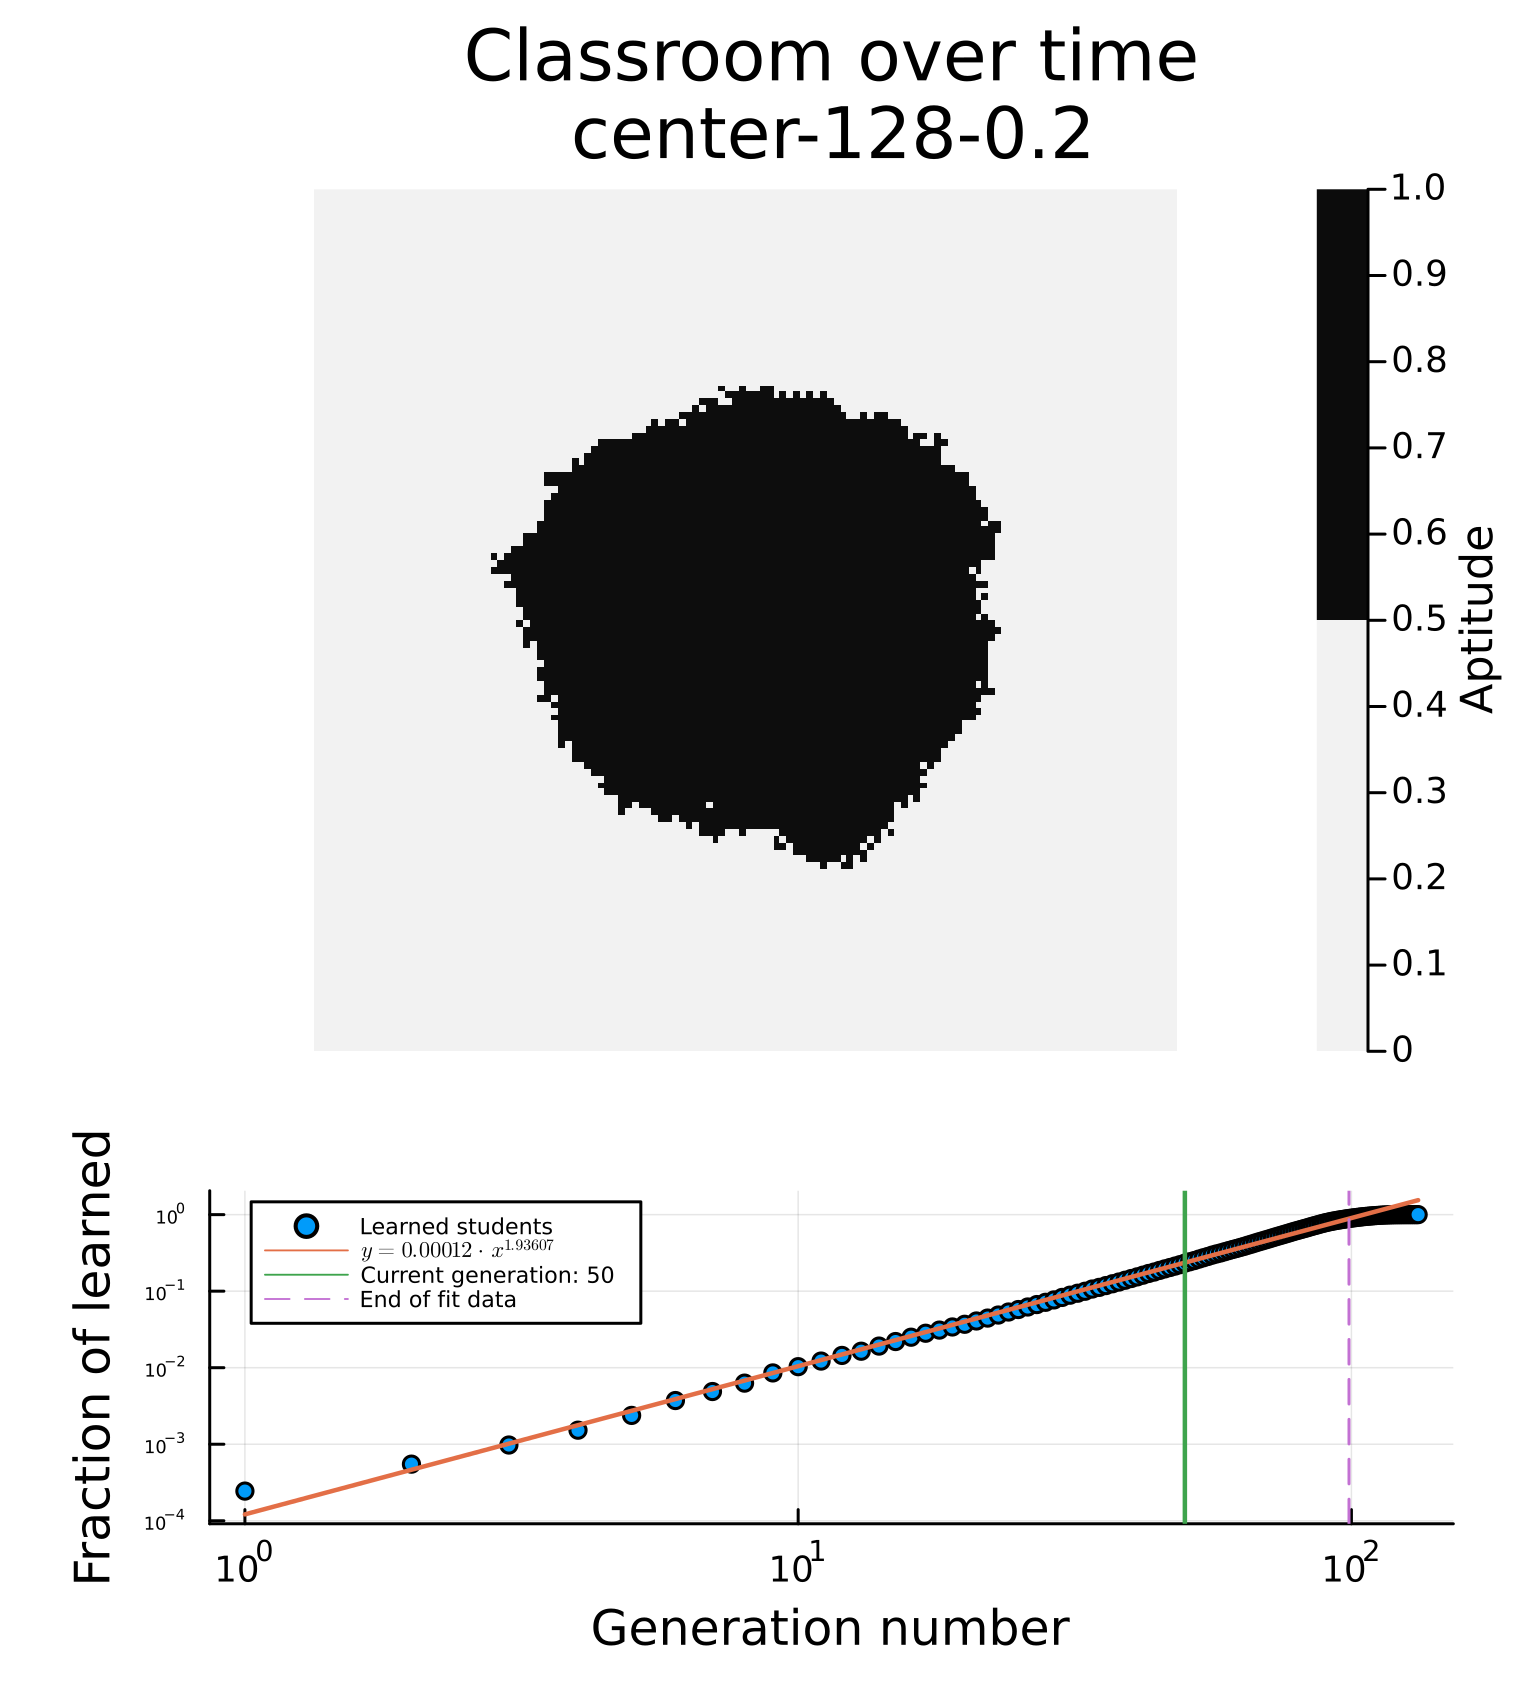 Classroom over time
center-128-0.2
1.0
0.9
0.8
0.7
0.6
0.5
0.4
0.3
0.2
0.1
0
Aptitude
Fraction of learned
10^0
10^-1
10^-2
10^-3
10^-4
Learned students
y = 0.00012 · x^1.93607
Current generation: 50
End of fit data
10^0
10^1
10^2
Generation number